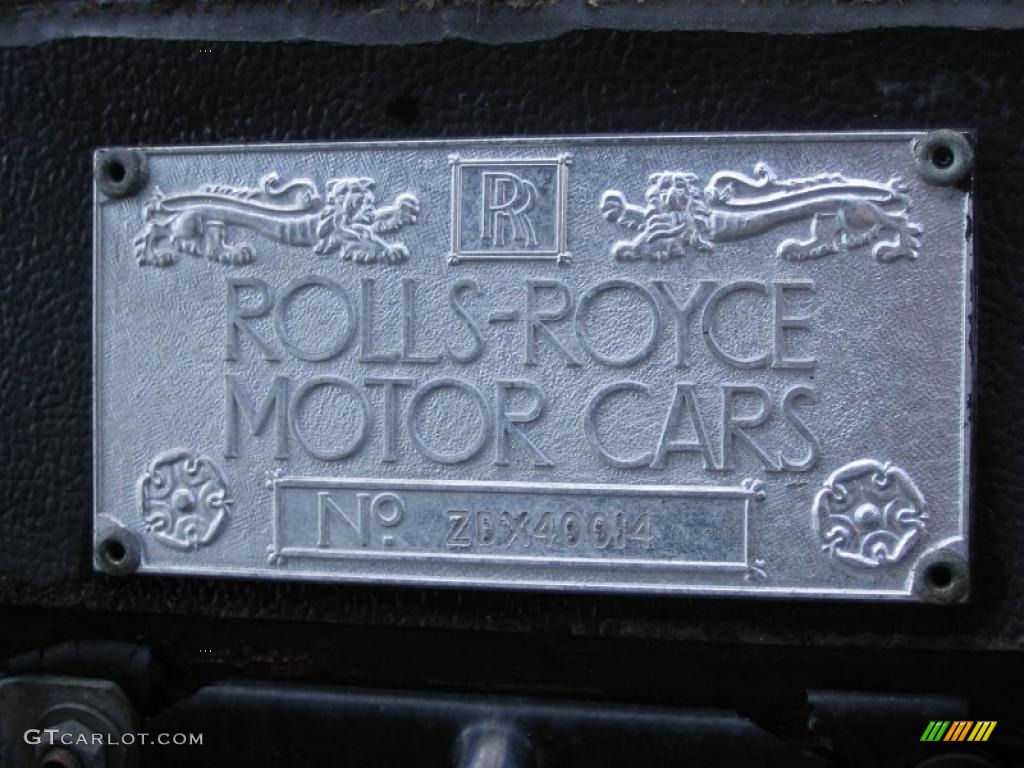 RR
ROLLS-ROYCE
MOTOR CARS
No. ZDX40014
GTCARLOT.COM